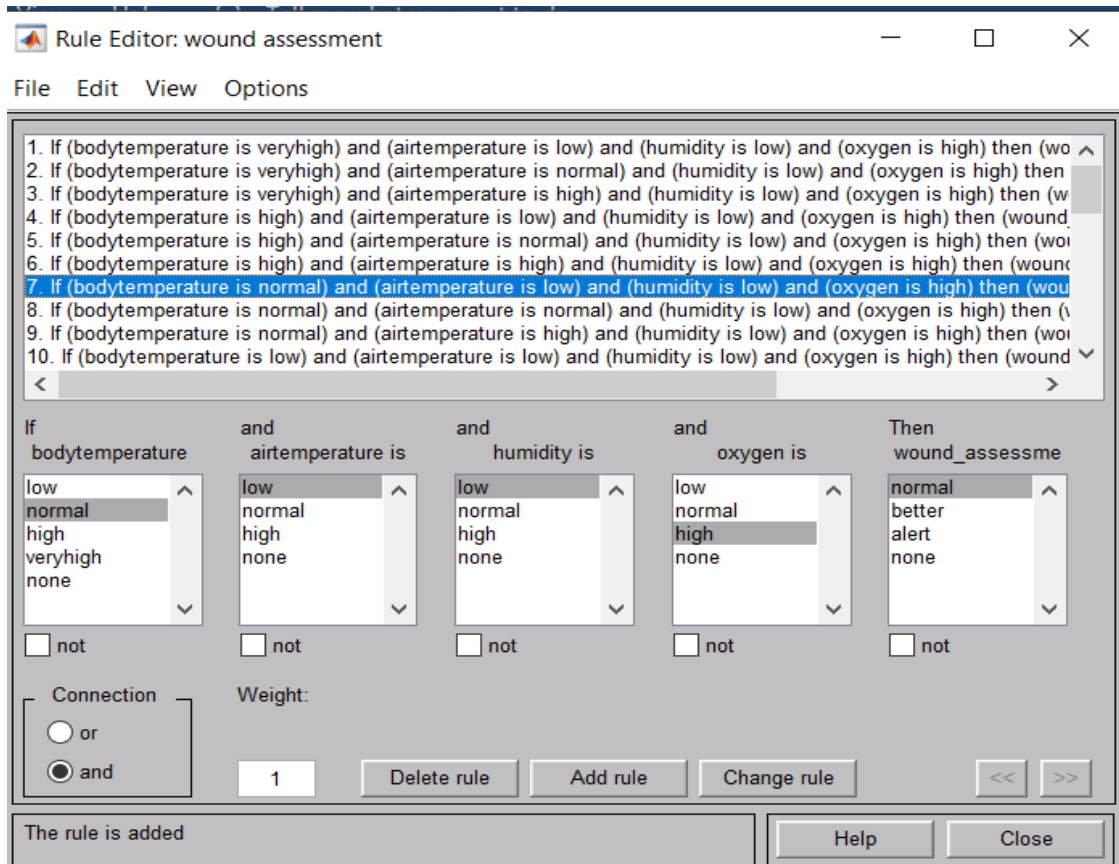 Rule Editor: wound assessment
File Edit View Options
1. If (bodytemperature is veryhigh) and (airtemperature is low) and (humidity is low) and (oxygen is high) then (wo
2. If (bodytemperature is veryhigh) and (airtemperature is normal) and (humidity is low) and (oxygen is high) then
3. If (bodytemperature is veryhigh) and (airtemperature is high) and (humidity is low) and (oxygen is high) then (w
4. If (bodytemperature is high) and (airtemperature is low) and (humidity is low) and (oxygen is high) then (wound_
5. If (bodytemperature is high) and (airtemperature is normal) and (humidity is low) and (oxygen is high) then (wou
6. If (bodytemperature is high) and (airtemperature is high) and (humidity is low) and (oxygen is high) then (wound
7. If (bodytemperature is normal) and (airtemperature is low) and (humidity is low) and (oxygen is high) then (wou
8. If (bodytemperature is normal) and (airtemperature is normal) and (humidity is low) and (oxygen is high) then (
9. If (bodytemperature is normal) and (airtemperature is high) and (humidity is low) and (oxygen is high) then (wou
10. If (bodytemperature is low) and (airtemperature is low) and (humidity is low) and (oxygen is high) then (wound
If and and and Then
bodytemperature airtemperature is humidity is oxygen is wound_assessme
low low low low normal
normal normal normal normal better
high high high high alert
veryhigh none none none none
none
not not not not not
Connection Weight:
or
and 1 Delete rule Add rule Change rule << >>
The rule is added Help Close